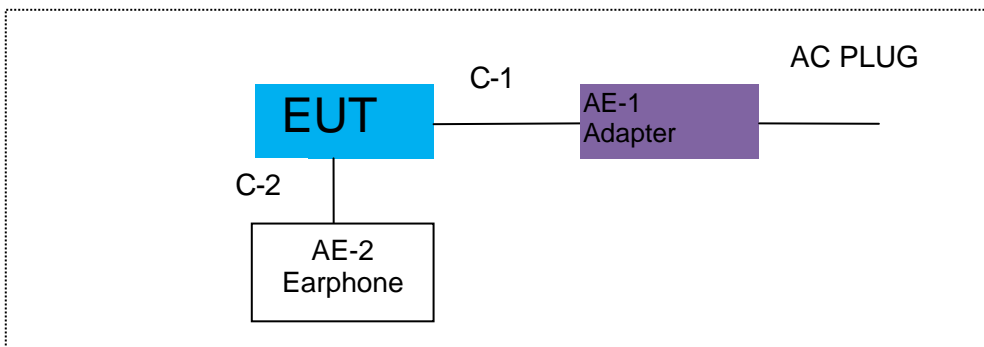 AC PLUG
C-1
EUT
AE-1
Adapter
C-2
AE-2
Earphone